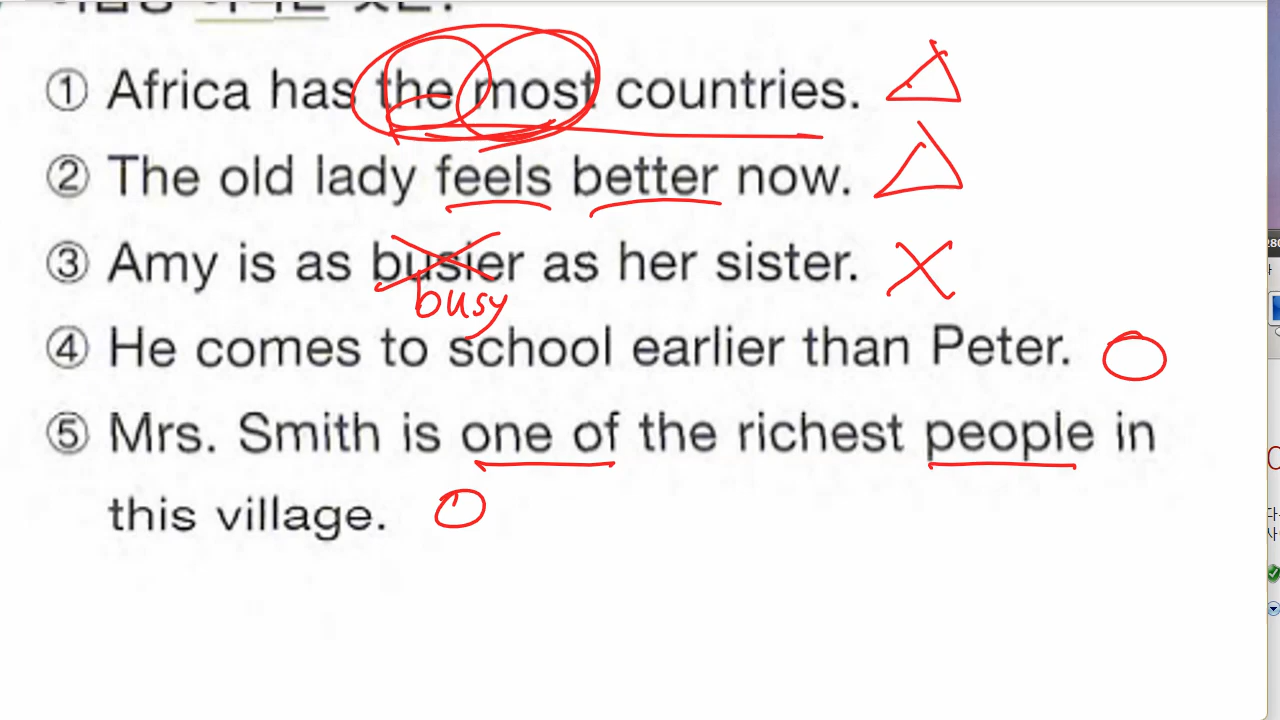 ① Africa has the most countries.
② The old lady feels better now.
③ Amy is as busier as her sister.
busy
④ He comes to school earlier than Peter.
⑤ Mrs. Smith is one of the richest people in
this village.